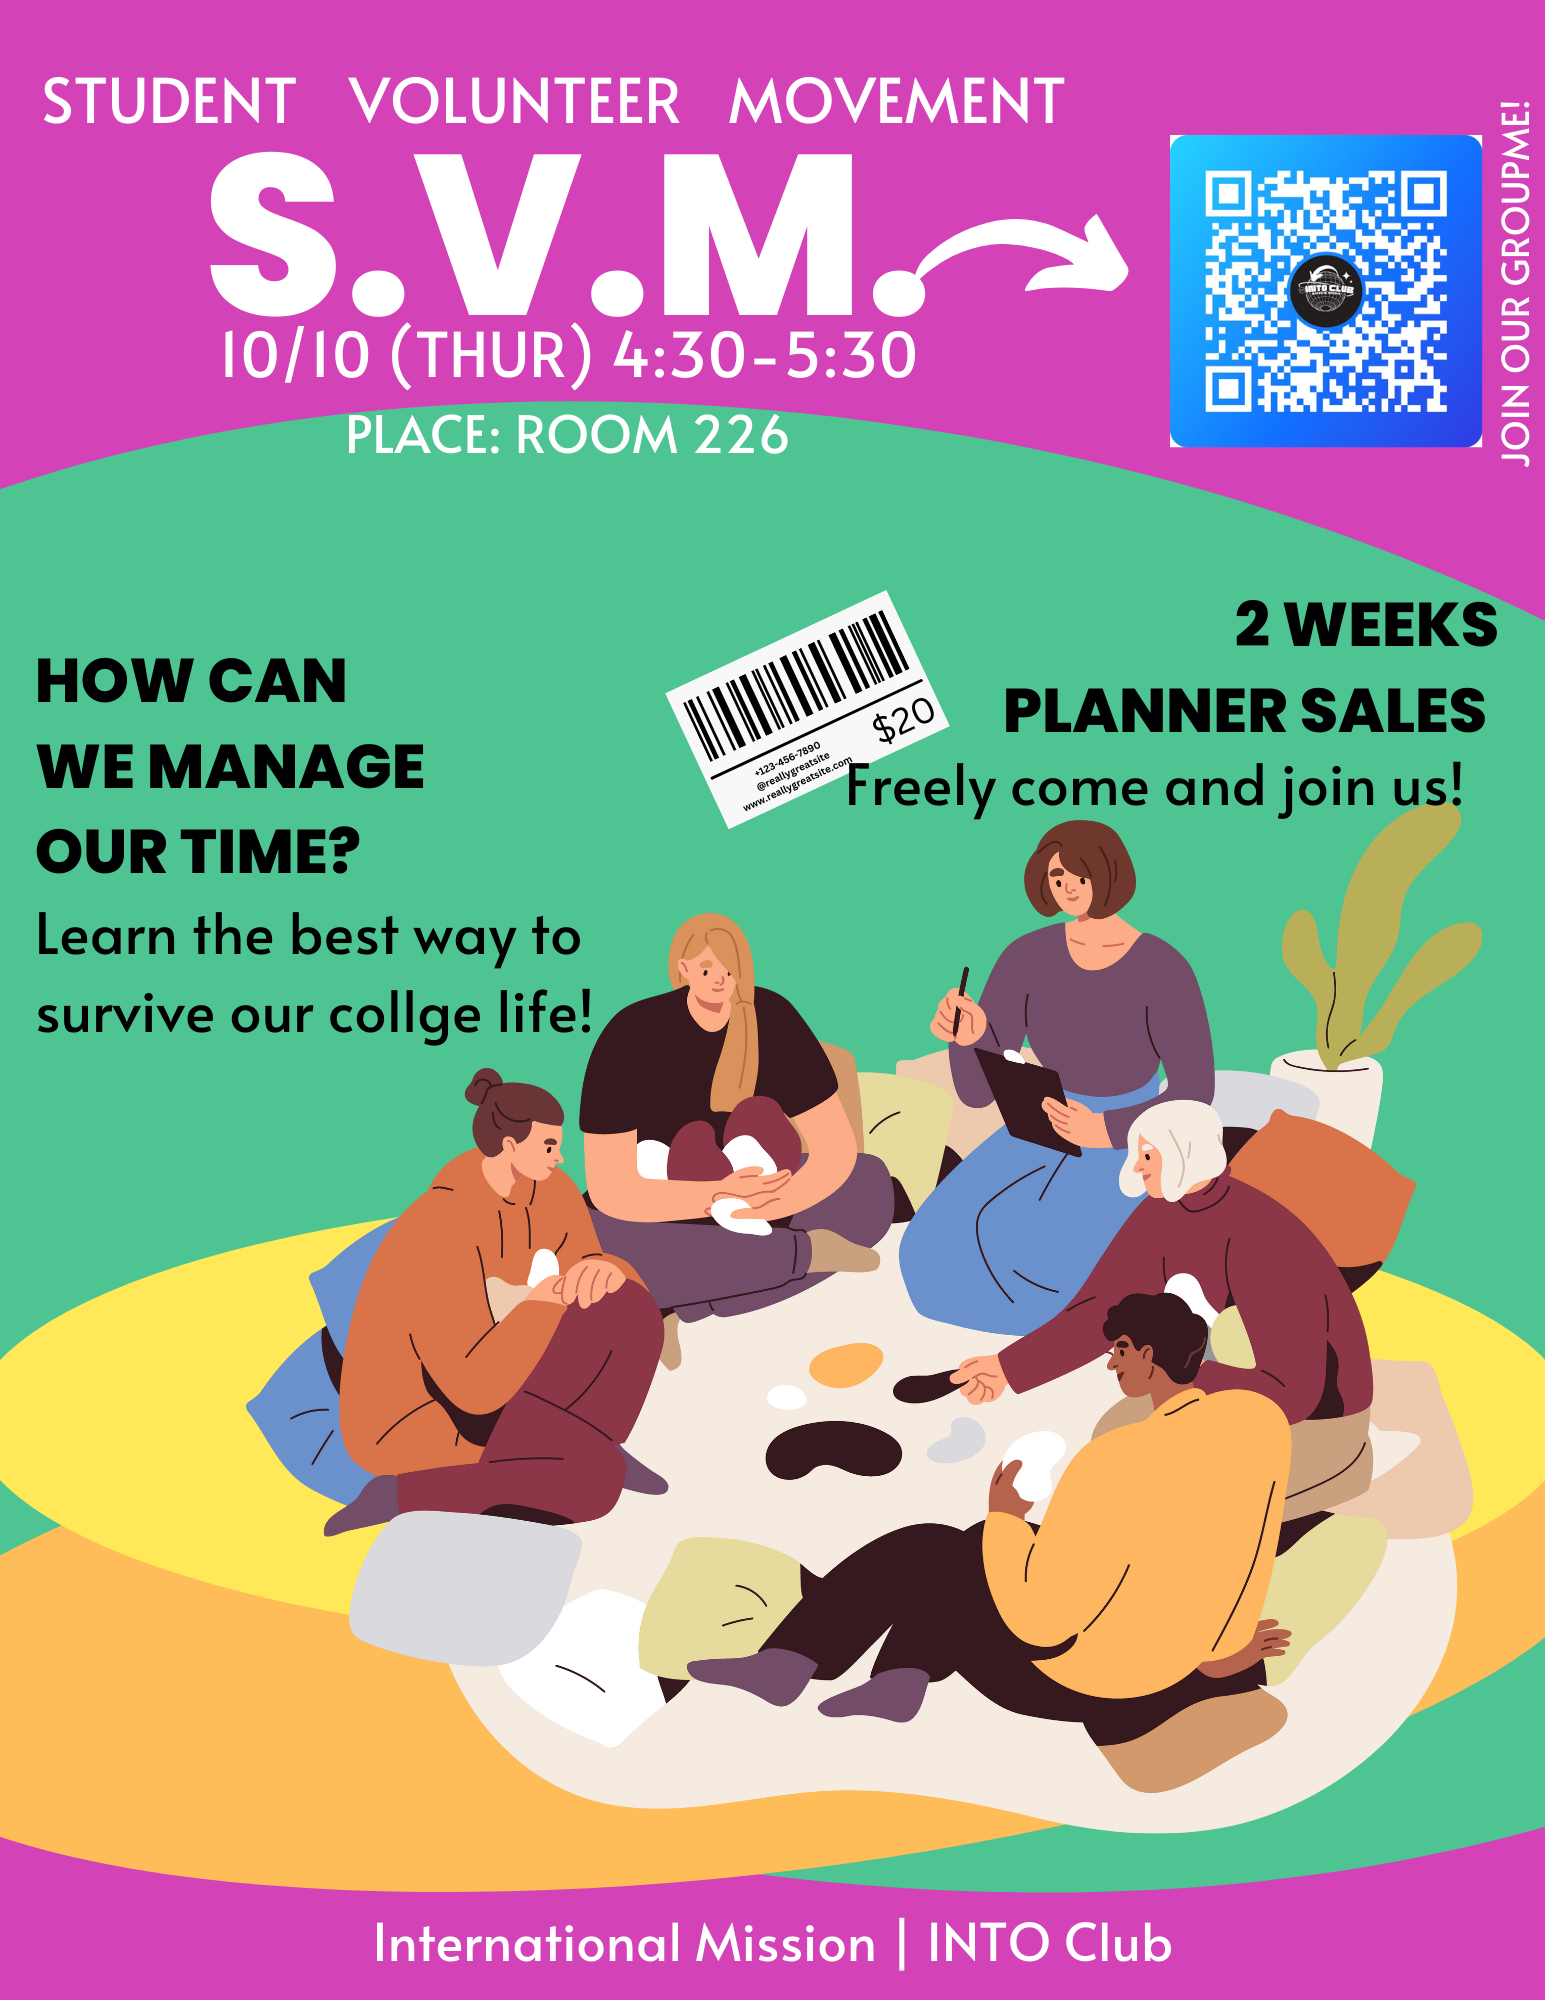 STUDENT VOLUNTEER MOVEMENT
S.V.M.
10/10 (THUR) 4:30-5:30
PLACE: ROOM 226
JOIN OUR GROUPME!
INTO CLUB
HOW CAN
WE MANAGE
OUR TIME?
Learn the best way to
survive our collge life!
$20
+123-456-7890
@reallygreatsite
www.reallygreatsite.com
2 WEEKS
PLANNER SALES
Freely come and join us!
International Mission | INTO Club